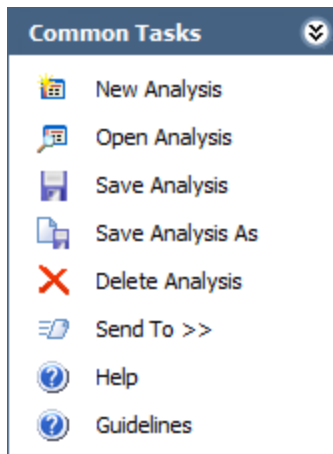 Common Tasks
New Analysis
Open Analysis
Save Analysis
Save Analysis As
Delete Analysis
Send To >>
Help
Guidelines